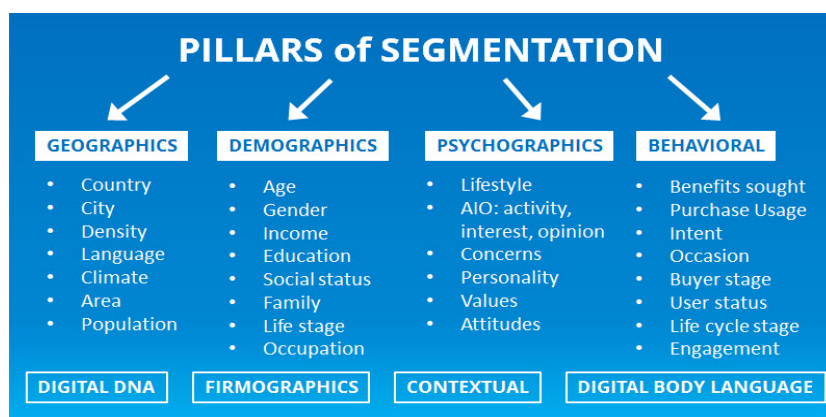 PILLARS of SEGMENTATION
GEOGRAPHICS
• Country
• City
• Density
• Language
• Climate
• Area
• Population
DEMOGRAPHICS
• Age
• Gender
• Income
• Education
• Social status
• Family
• Life stage
• Occupation
PSYCHOGRAPHICS
• Lifestyle
• AIO: activity,
interest, opinion
• Concerns
• Personality
• Values
• Attitudes
BEHAVIORAL
• Benefits sought
• Purchase Usage
• Intent
• Occasion
• Buyer stage
• User status
• Life cycle stage
• Engagement
DIGITAL DNA
FIRMOGRAPHICS
CONTEXTUAL
DIGITAL BODY LANGUAGE